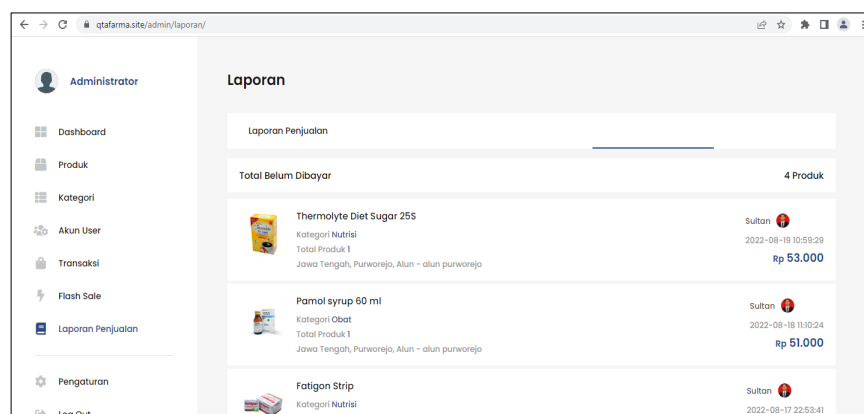 qtafarma.site/admin/laporan/
Administrator
Dashboard
Produk
Kategori
Akun User
Transaksi
Flash Sale
Laporan Penjualan
Pengaturan
Log Out
Laporan
Laporan Penjualan
Total Belum Dibayar
4 Produk
Thermolyte Diet Sugar 25S
Kategori Nutrisi
Total Produk 1
Jawa Tengah, Purworejo, Alun - alun purworejo
Sultan
2022-08-19 10:59:29
Rp 53.000
Pamol syrup 60 ml
Kategori Obat
Total Produk 1
Jawa Tengah, Purworejo, Alun - alun purworejo
Sultan
2022-08-18 11:10:24
Rp 51.000
Fatigon Strip
Kategori Nutrisi
Sultan
2022-08-17 22:53:41